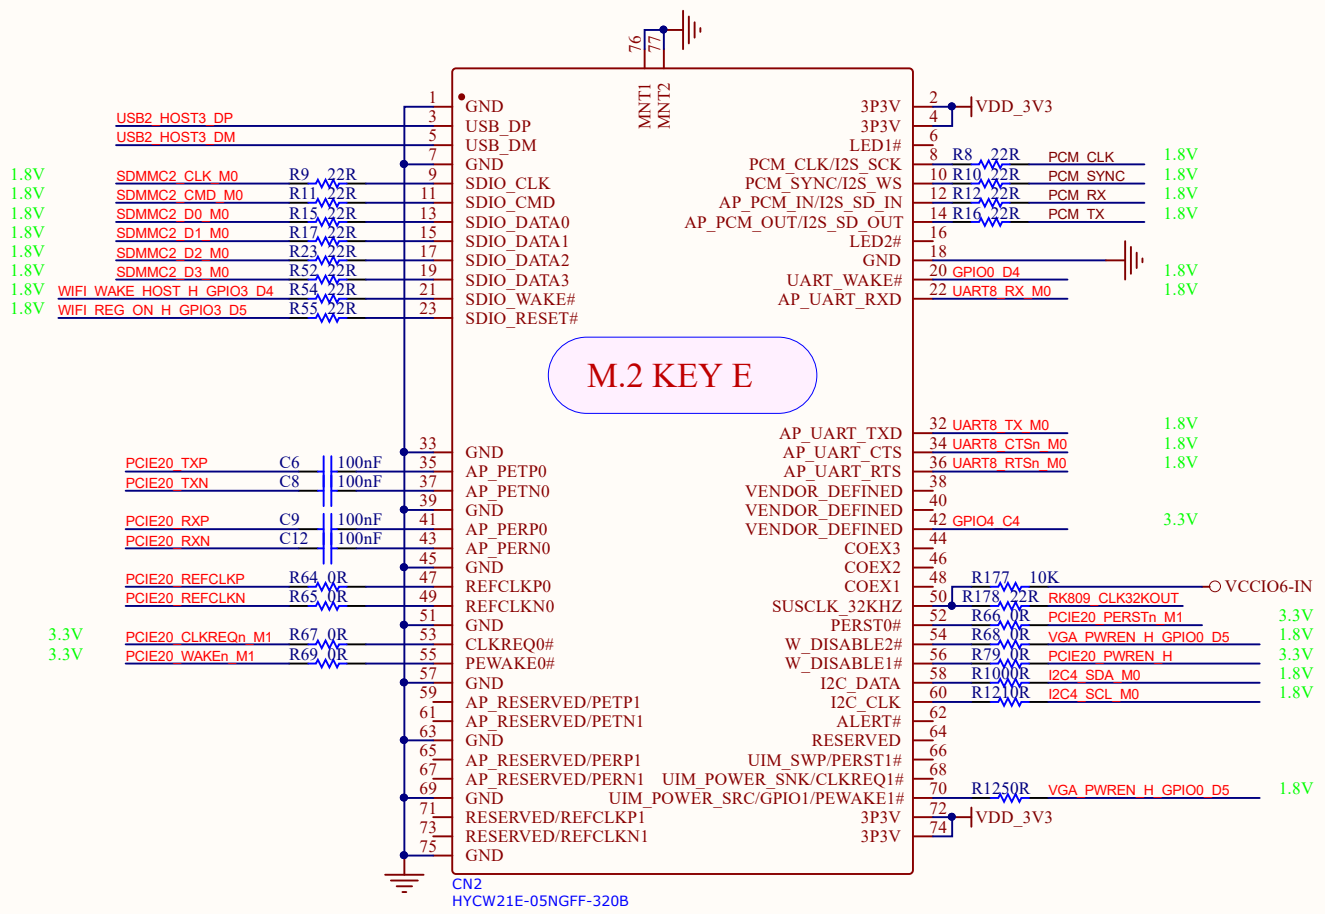 76
77
MNT1
MNT2
1 GND 3P3V 2 VDD_3V3
USB2_HOST3_DP 3 USB_DP 3P3V 4
USB2_HOST3_DM 5 USB_DM LED1# 6
7 GND PCM_CLK/I2S_SCK 8 R8 22R PCM_CLK 1.8V
1.8V SDMMC2_CLK_M0 R9 22R 9 SDIO_CLK PCM_SYNC/I2S_WS 10 R10 22R PCM_SYNC 1.8V
1.8V SDMMC2_CMD_M0 R11 22R 11 SDIO_CMD AP_PCM_IN/I2S_SD_IN 12 R12 22R PCM_RX 1.8V
1.8V SDMMC2_D0_M0 R15 22R 13 SDIO_DATA0 AP_PCM_OUT/I2S_SD_OUT 14 R16 22R PCM_TX 1.8V
1.8V SDMMC2_D1_M0 R17 22R 15 SDIO_DATA1 LED2# 16
1.8V SDMMC2_D2_M0 R23 22R 17 SDIO_DATA2 GND 18
1.8V SDMMC2_D3_M0 R52 22R 19 SDIO_DATA3 UART_WAKE# 20 GPIO0_D4 1.8V
1.8V WIFI_WAKE_HOST_H_GPIO3_D4 R54 22R 21 SDIO_WAKE# AP_UART_RXD 22 UART8_RX_M0 1.8V
1.8V WIFI_REG_ON_H_GPIO3_D5 R55 22R 23 SDIO_RESET#
M.2 KEY E
AP_UART_TXD 32 UART8_TX_M0 1.8V
33 GND AP_UART_CTS 34 UART8_CTSn_M0 1.8V
PCIE20_TXP C6 100nF 35 AP_PETP0 AP_UART_RTS 36 UART8_RTSn_M0 1.8V
PCIE20_TXN C8 100nF 37 AP_PETN0 VENDOR_DEFINED 38
39 GND VENDOR_DEFINED 40
PCIE20_RXP C9 100nF 41 AP_PERP0 VENDOR_DEFINED 42 GPIO4_C4 3.3V
PCIE20_RXN C12 100nF 43 AP_PERN0 COEX3 44
45 GND COEX2 46
PCIE20_REFCLKP R64 0R 47 REFCLKP0 COEX1 48 R177 10K VCCIO6-IN
PCIE20_REFCLKN R65 0R 49 REFCLKN0 SUSCLK_32KHZ 50 R178 22R RK809_CLK32KOUT
51 GND PERST0# 52 R66 0R PCIE20_PERSTn_M1 3.3V
3.3V PCIE20_CLKREQn_M1 R67 0R 53 CLKREQ0# W_DISABLE2# 54 R68 0R VGA_PWREN_H_GPIO0_D5 1.8V
3.3V PCIE20_WAKEn_M1 R69 0R 55 PEWAKE0# W_DISABLE1# 56 R79 0R PCIE20_PWREN_H 3.3V
57 GND I2C_DATA 58 R1000R I2C4_SDA_M0 1.8V
59 AP_RESERVED/PETP1 I2C_CLK 60 R1210R I2C4_SCL_M0 1.8V
61 AP_RESERVED/PETN1 ALERT# 62
63 GND RESERVED 64
65 AP_RESERVED/PERP1 UIM_SWP/PERST1# 66
67 AP_RESERVED/PERN1 UIM_POWER_SNK/CLKREQ1# 68
69 GND UIM_POWER_SRC/GPIO1/PEWAKE1# 70 R1250R VGA_PWREN_H_GPIO0_D5 1.8V
71 RESERVED/REFCLKP1 3P3V 72 VDD_3V3
73 RESERVED/REFCLKN1 3P3V 74
75 GND
CN2
HYCW21E-05NGFF-320B